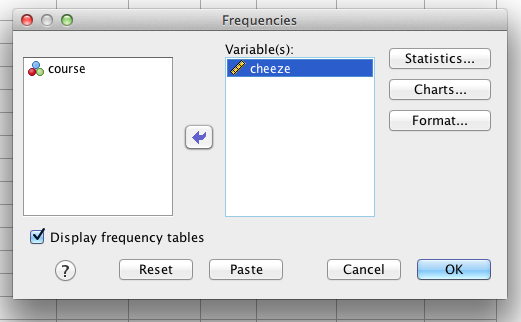 Frequencies
Variable(s):
course
cheeze
Statistics...
Charts...
Format...
Display frequency tables
?
Reset
Paste
Cancel
OK